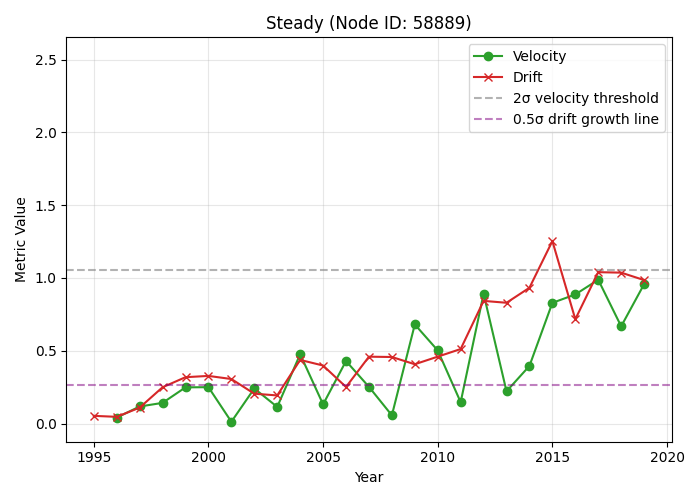 Steady (Node ID: 58889)
Velocity
Drift
2σ velocity threshold
0.5σ drift growth line
Metric Value
2.5
2.0
1.5
1.0
0.5
0.0
1995
2000
2005
2010
2015
2020
Year